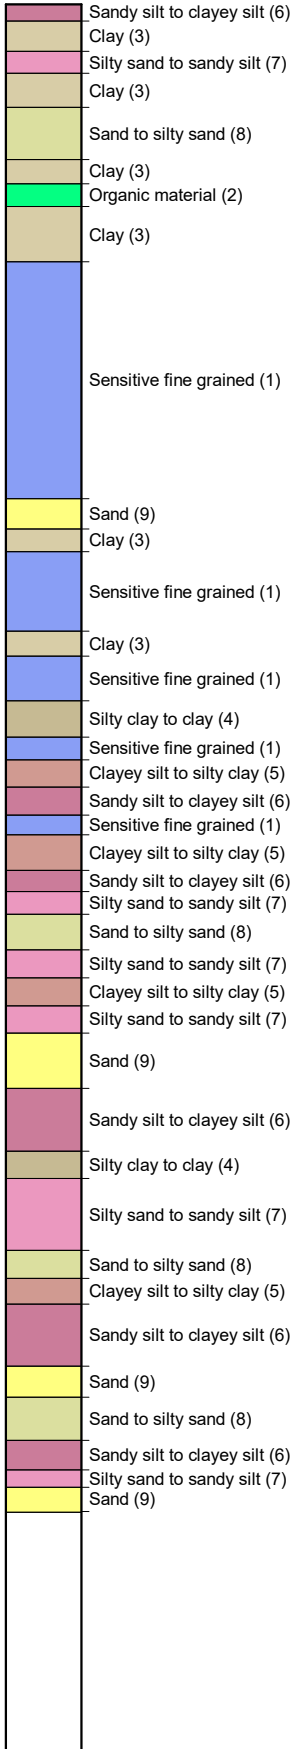 Sandy silt to clayey silt (6)
Clay (3)
Silty sand to sandy silt (7)
Clay (3)
Sand to silty sand (8)
Clay (3)
Organic material (2)
Clay (3)
Sensitive fine grained (1)
Sand (9)
Clay (3)
Sensitive fine grained (1)
Clay (3)
Sensitive fine grained (1)
Silty clay to clay (4)
Sensitive fine grained (1)
Clayey silt to silty clay (5)
Sandy silt to clayey silt (6)
Sensitive fine grained (1)
Clayey silt to silty clay (5)
Sandy silt to clayey silt (6)
Silty sand to sandy silt (7)
Sand to silty sand (8)
Silty sand to sandy silt (7)
Clayey silt to silty clay (5)
Silty sand to sandy silt (7)
Sand (9)
Sandy silt to clayey silt (6)
Silty clay to clay (4)
Silty sand to sandy silt (7)
Sand to silty sand (8)
Clayey silt to silty clay (5)
Sandy silt to clayey silt (6)
Sand (9)
Sand to silty sand (8)
Sandy silt to clayey silt (6)
Silty sand to sandy silt (7)
Sand (9)